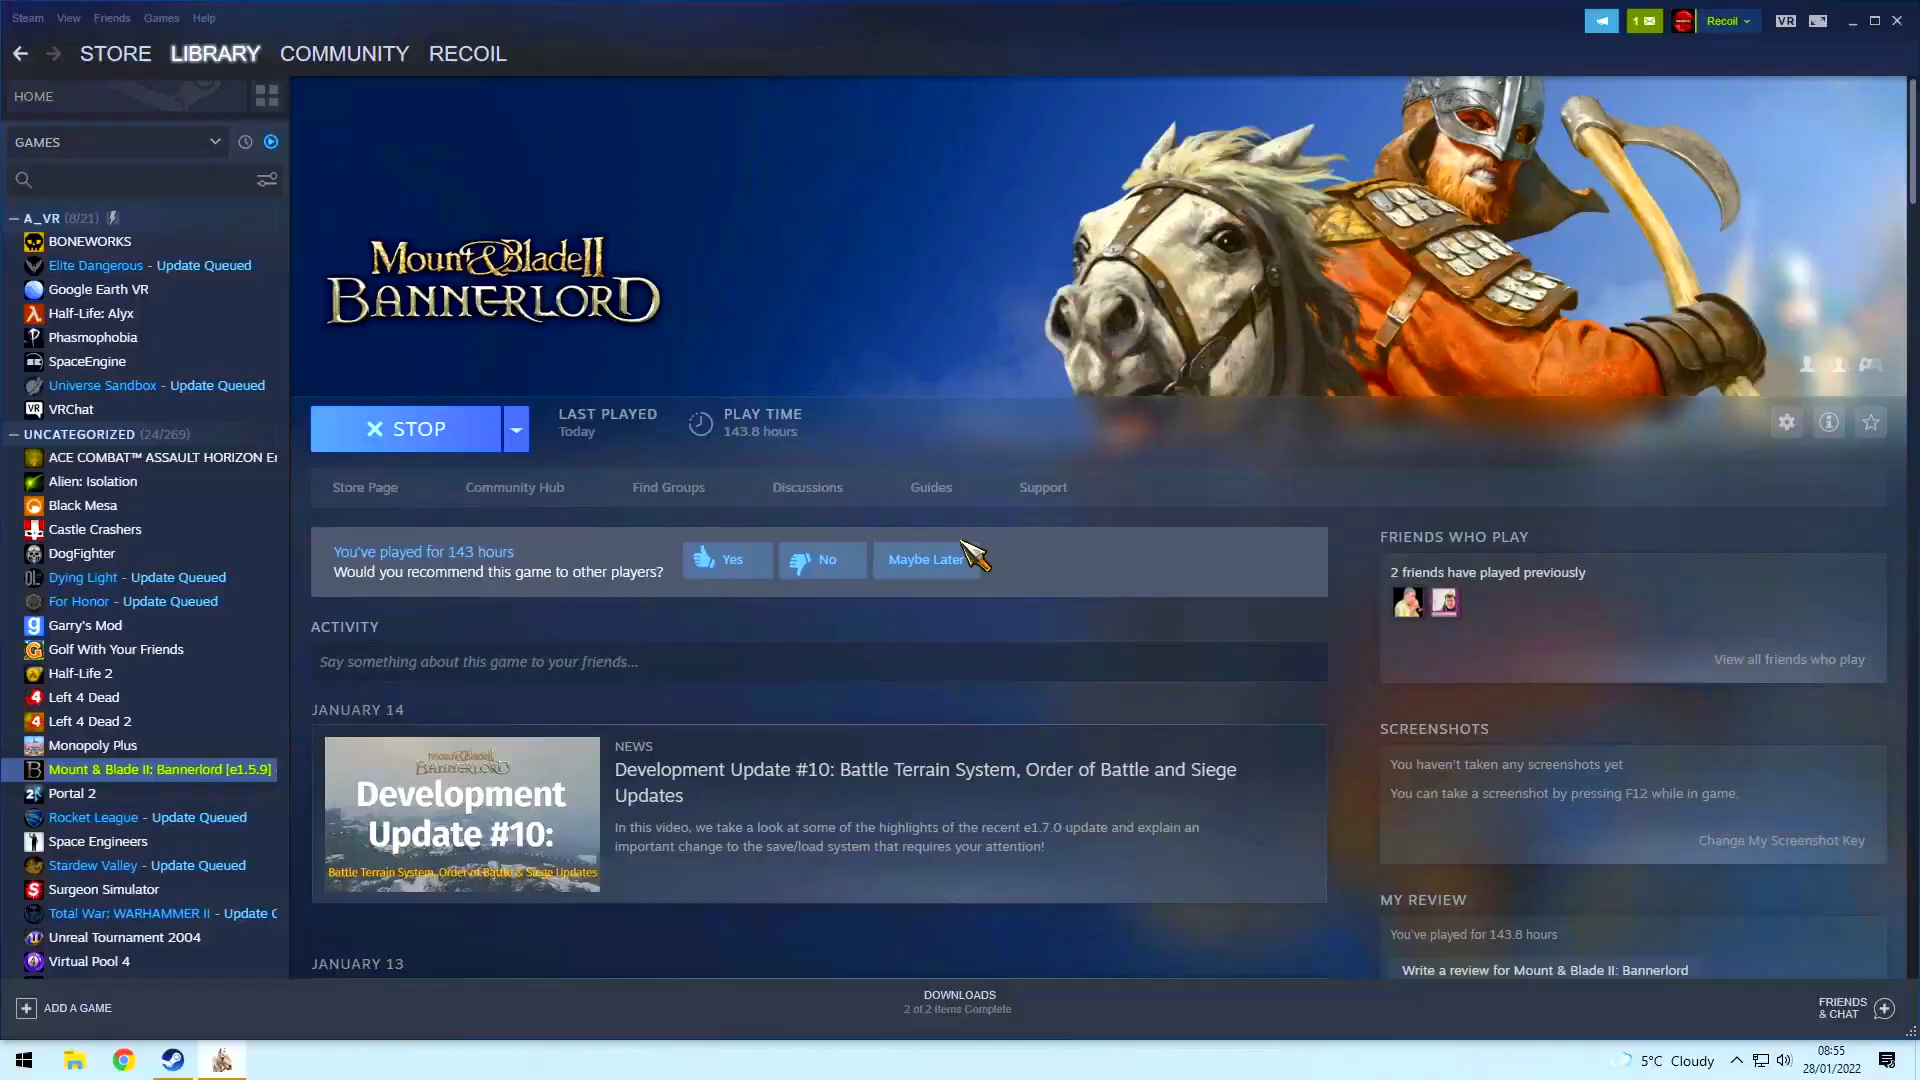 Steam View Friends Games Help
1
Recoil
VR
STORE LIBRARY COMMUNITY RECOIL
HOME
GAMES
A_VR (8/21)
BONEWORKS
Elite Dangerous - Update Queued
Google Earth VR
Half-Life: Alyx
Phasmophobia
SpaceEngine
Universe Sandbox - Update Queued
VR
VRChat
UNCATEGORIZED (24/269)
ACE COMBAT™ ASSAULT HORIZON
Alien: Isolation
Black Mesa
Castle Crashers
DogFighter
Dying Light - Update Queued
For Honor - Update Queued
Garry's Mod
Golf With Your Friends
Half-Life 2
Left 4 Dead
Left 4 Dead 2
Monopoly Plus
Mount & Blade II: Bannerlord [e1.5.9]
Portal 2
Rocket League - Update Queued
Space Engineers
Stardew Valley - Update Queued
Surgeon Simulator
Total War: WARHAMMER II - Update
Unreal Tournament 2004
Virtual Pool 4
ADD A GAME
Mount & Blade II
BANNERLORD
STOP
LAST PLAYED
Today
PLAY TIME
143.8 hours
Store Page Community Hub Find Groups Discussions Guides Support
You've played for 143 hours
Would you recommend this game to other players?
Yes No Maybe Later
ACTIVITY
Say something about this game to your friends...
JANUARY 14
Mount & Blade II
BANNERLORD
Development
Update #10:
Battle Terrain System, Order of Battle & Siege Updates
NEWS
Development Update #10: Battle Terrain System, Order of Battle and Siege
Updates
In this video, we take a look at some of the highlights of the recent e1.7.0 update and explain an
important change to the save/load system that requires your attention!
JANUARY 13
FRIENDS WHO PLAY
2 friends have played previously
View all friends who play
SCREENSHOTS
You haven't taken any screenshots yet
You can take a screenshot by pressing F12 while in game.
Change My Screenshot Key
MY REVIEW
You've played for 143.8 hours
Write a review for Mount & Blade II: Bannerlord
DOWNLOADS
2 of 2 Items Complete
FRIENDS
& CHAT
5°C Cloudy
08:55
28/01/2022